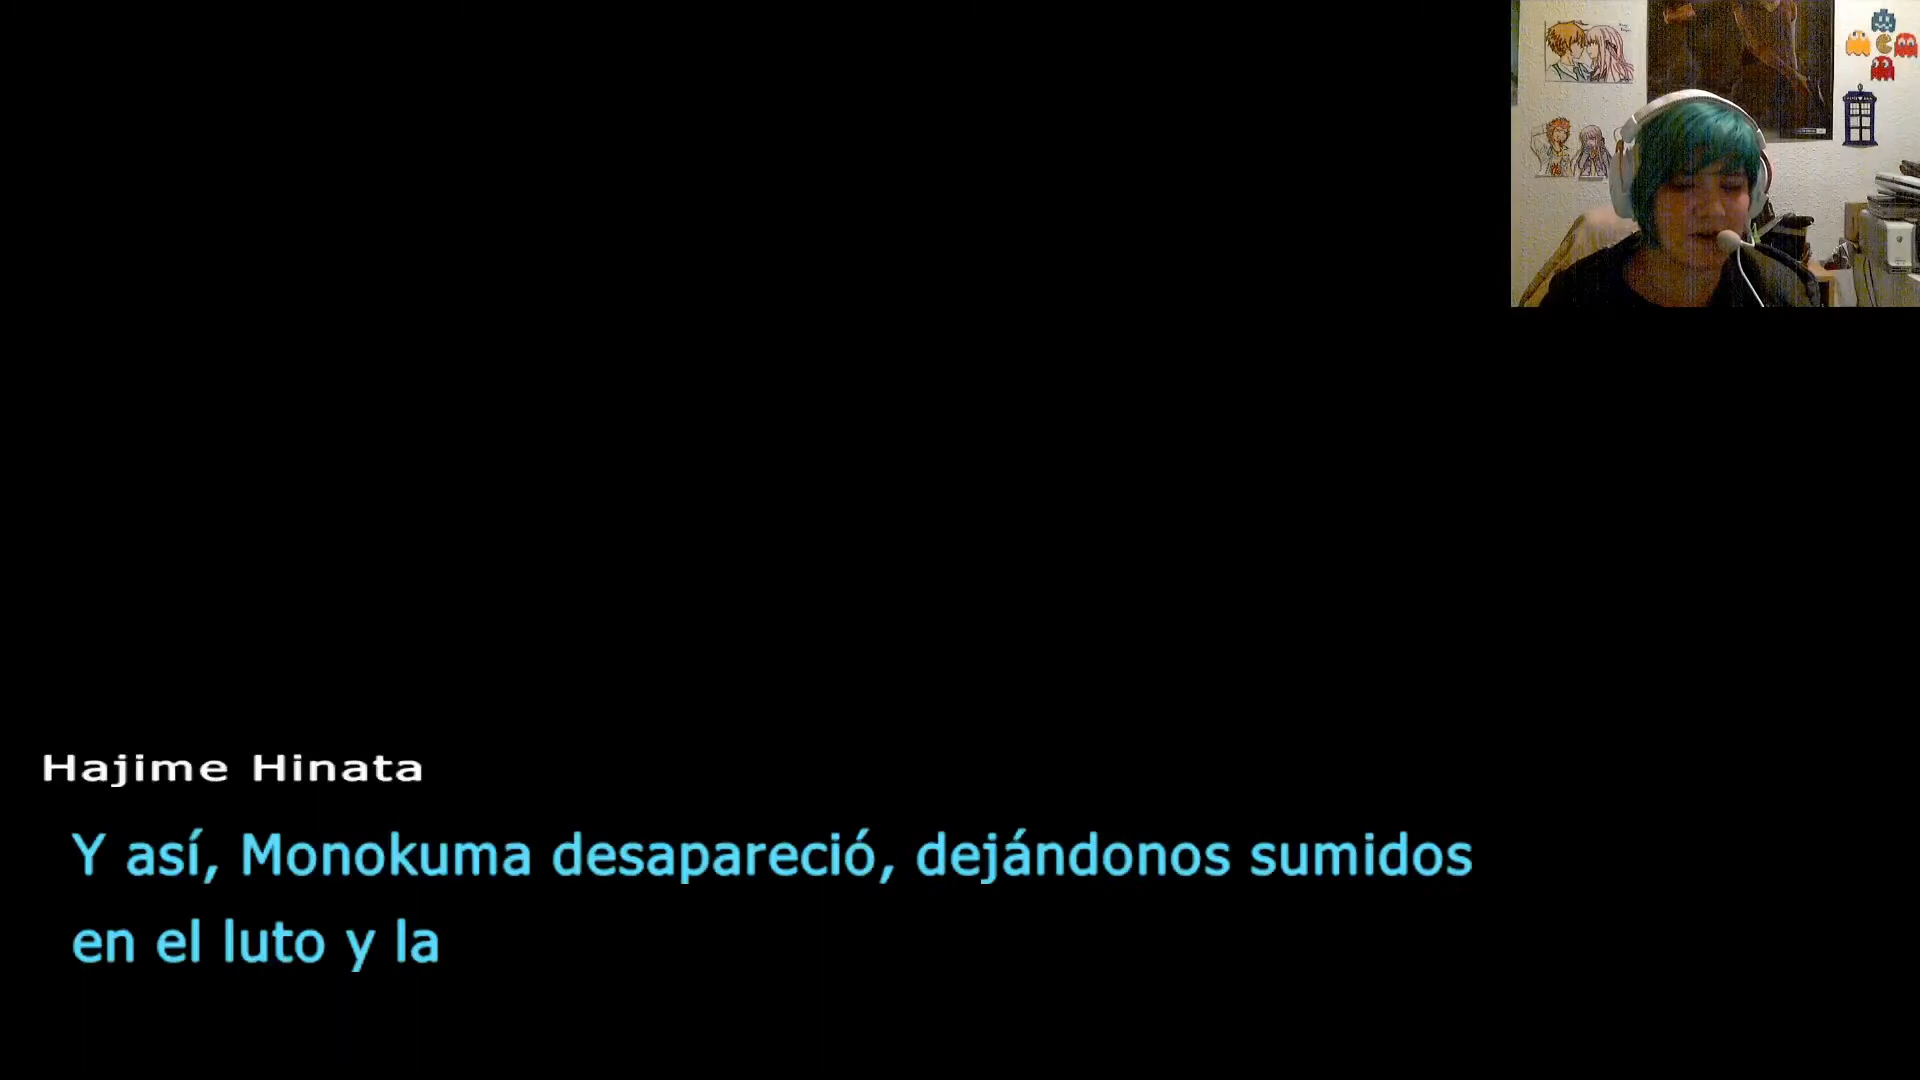 Hajime Hinata
Y así, Monokuma desapareció, dejándonos sumidos
en el luto y la